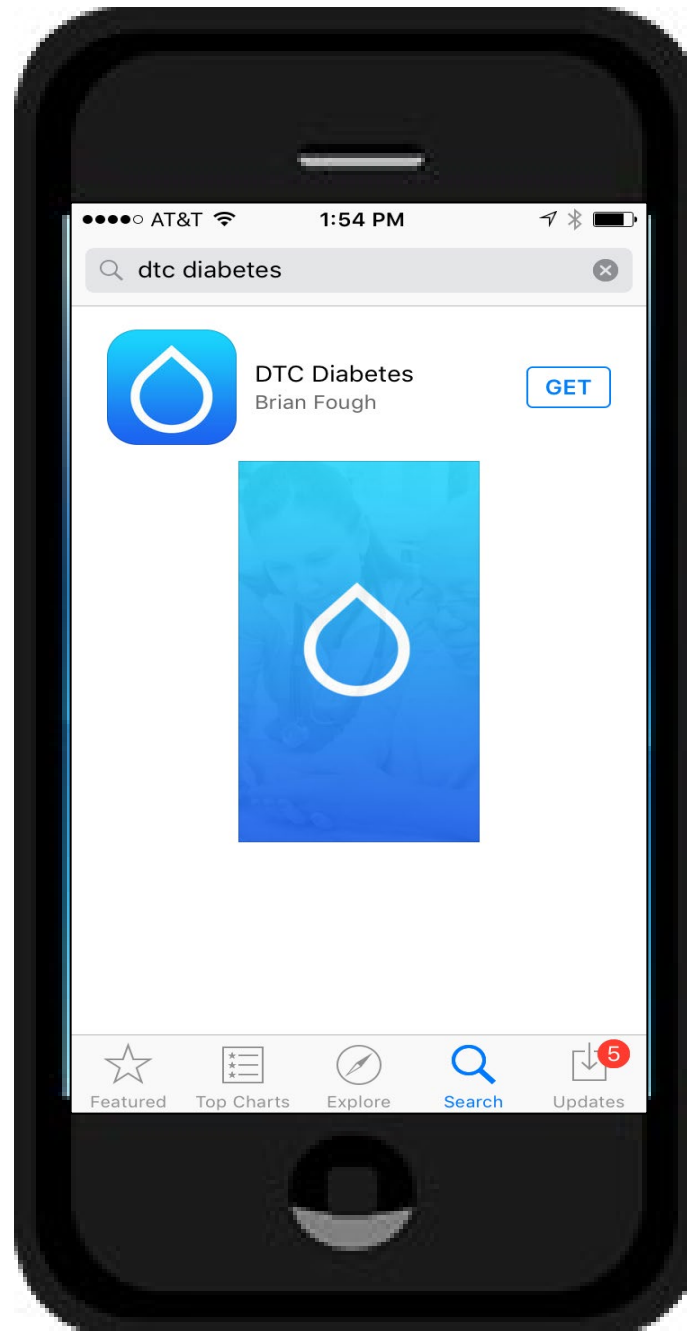 AT&T 1:54 PM
dtc diabetes
DTC Diabetes
Brian Fough
GET
5
Featured Top Charts Explore Search Updates